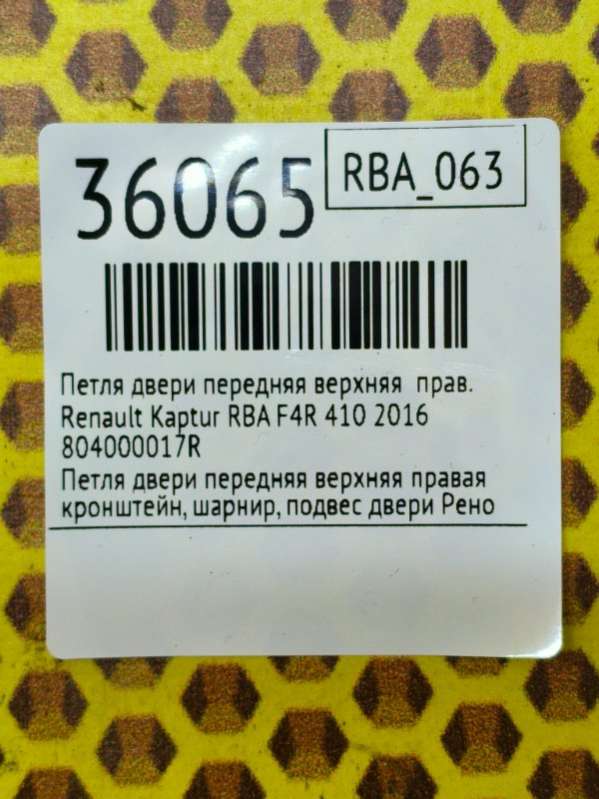 36065
RBA_063
Петля двери передняя верхняя прав.
Renault Kaptur RBA F4R 410 2016
804000017R
Петля двери передняя верхняя правая
кронштейн, шарнир, подвес двери Рено